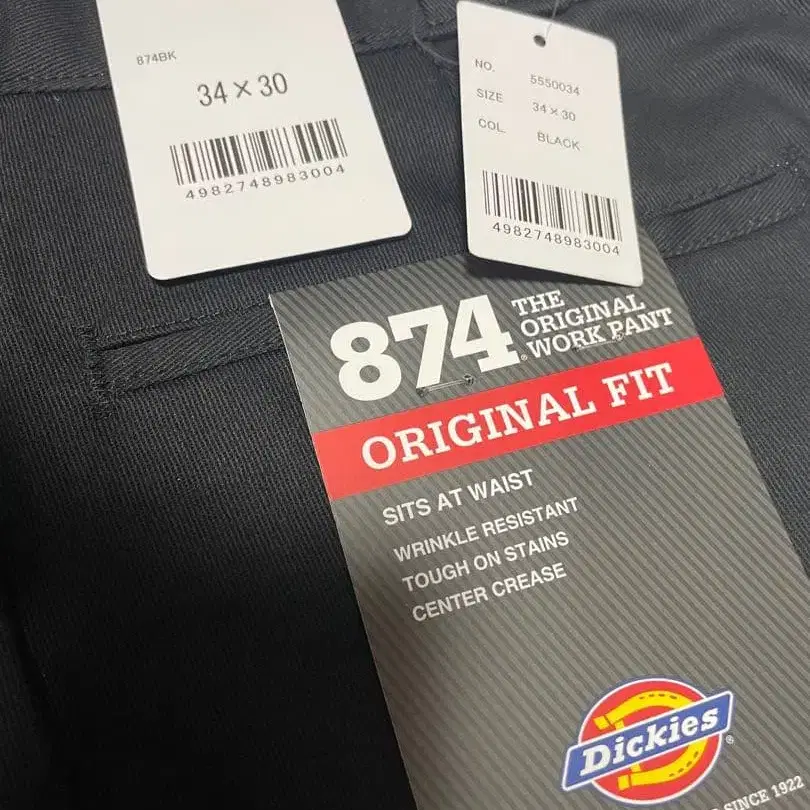 874BK
34×30
4982748983004
NO. 5550034
SIZE 34×30
COL. BLACK
4982748983004
874® THE
ORIGINAL
WORK PANT
ORIGINAL FIT
SITS AT WAIST
WRINKLE RESISTANT
TOUGH ON STAINS
CENTER CREASE
Dickies®
SINCE 1922